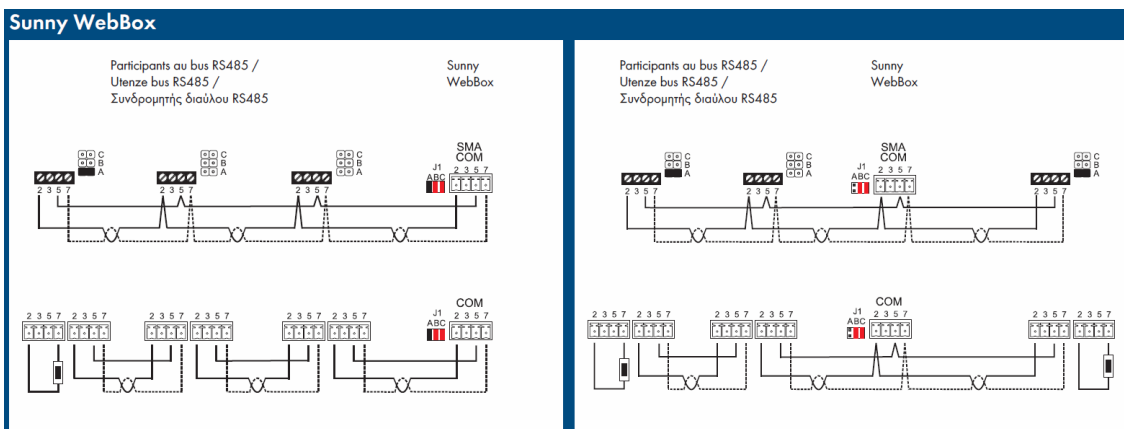 Sunny WebBox
Participants au bus RS485 /
Utenze bus RS485 /
Συνδρομητής διαύλου RS485
Sunny
WebBox
C
B
A
C
B
A
C
B
A
SMA
COM
J1
ABC
2 3 5 7
2 3 5 7
2 3 5 7
2 3 5 7
COM
J1
ABC
2 3 5 7
2 3 5 7
2 3 5 7
2 3 5 7
2 3 5 7
2 3 5 7
2 3 5 7
Participants au bus RS485 /
Utenze bus RS485 /
Συνδρομητής διαύλου RS485
Sunny
WebBox
C
B
A
C
B
A
SMA
COM
J1
ABC
2 3 5 7
C
B
A
2 3 5 7
2 3 5 7
2 3 5 7
COM
J1
ABC
2 3 5 7
2 3 5 7
2 3 5 7
2 3 5 7
2 3 5 7
2 3 5 7
2 3 5 7